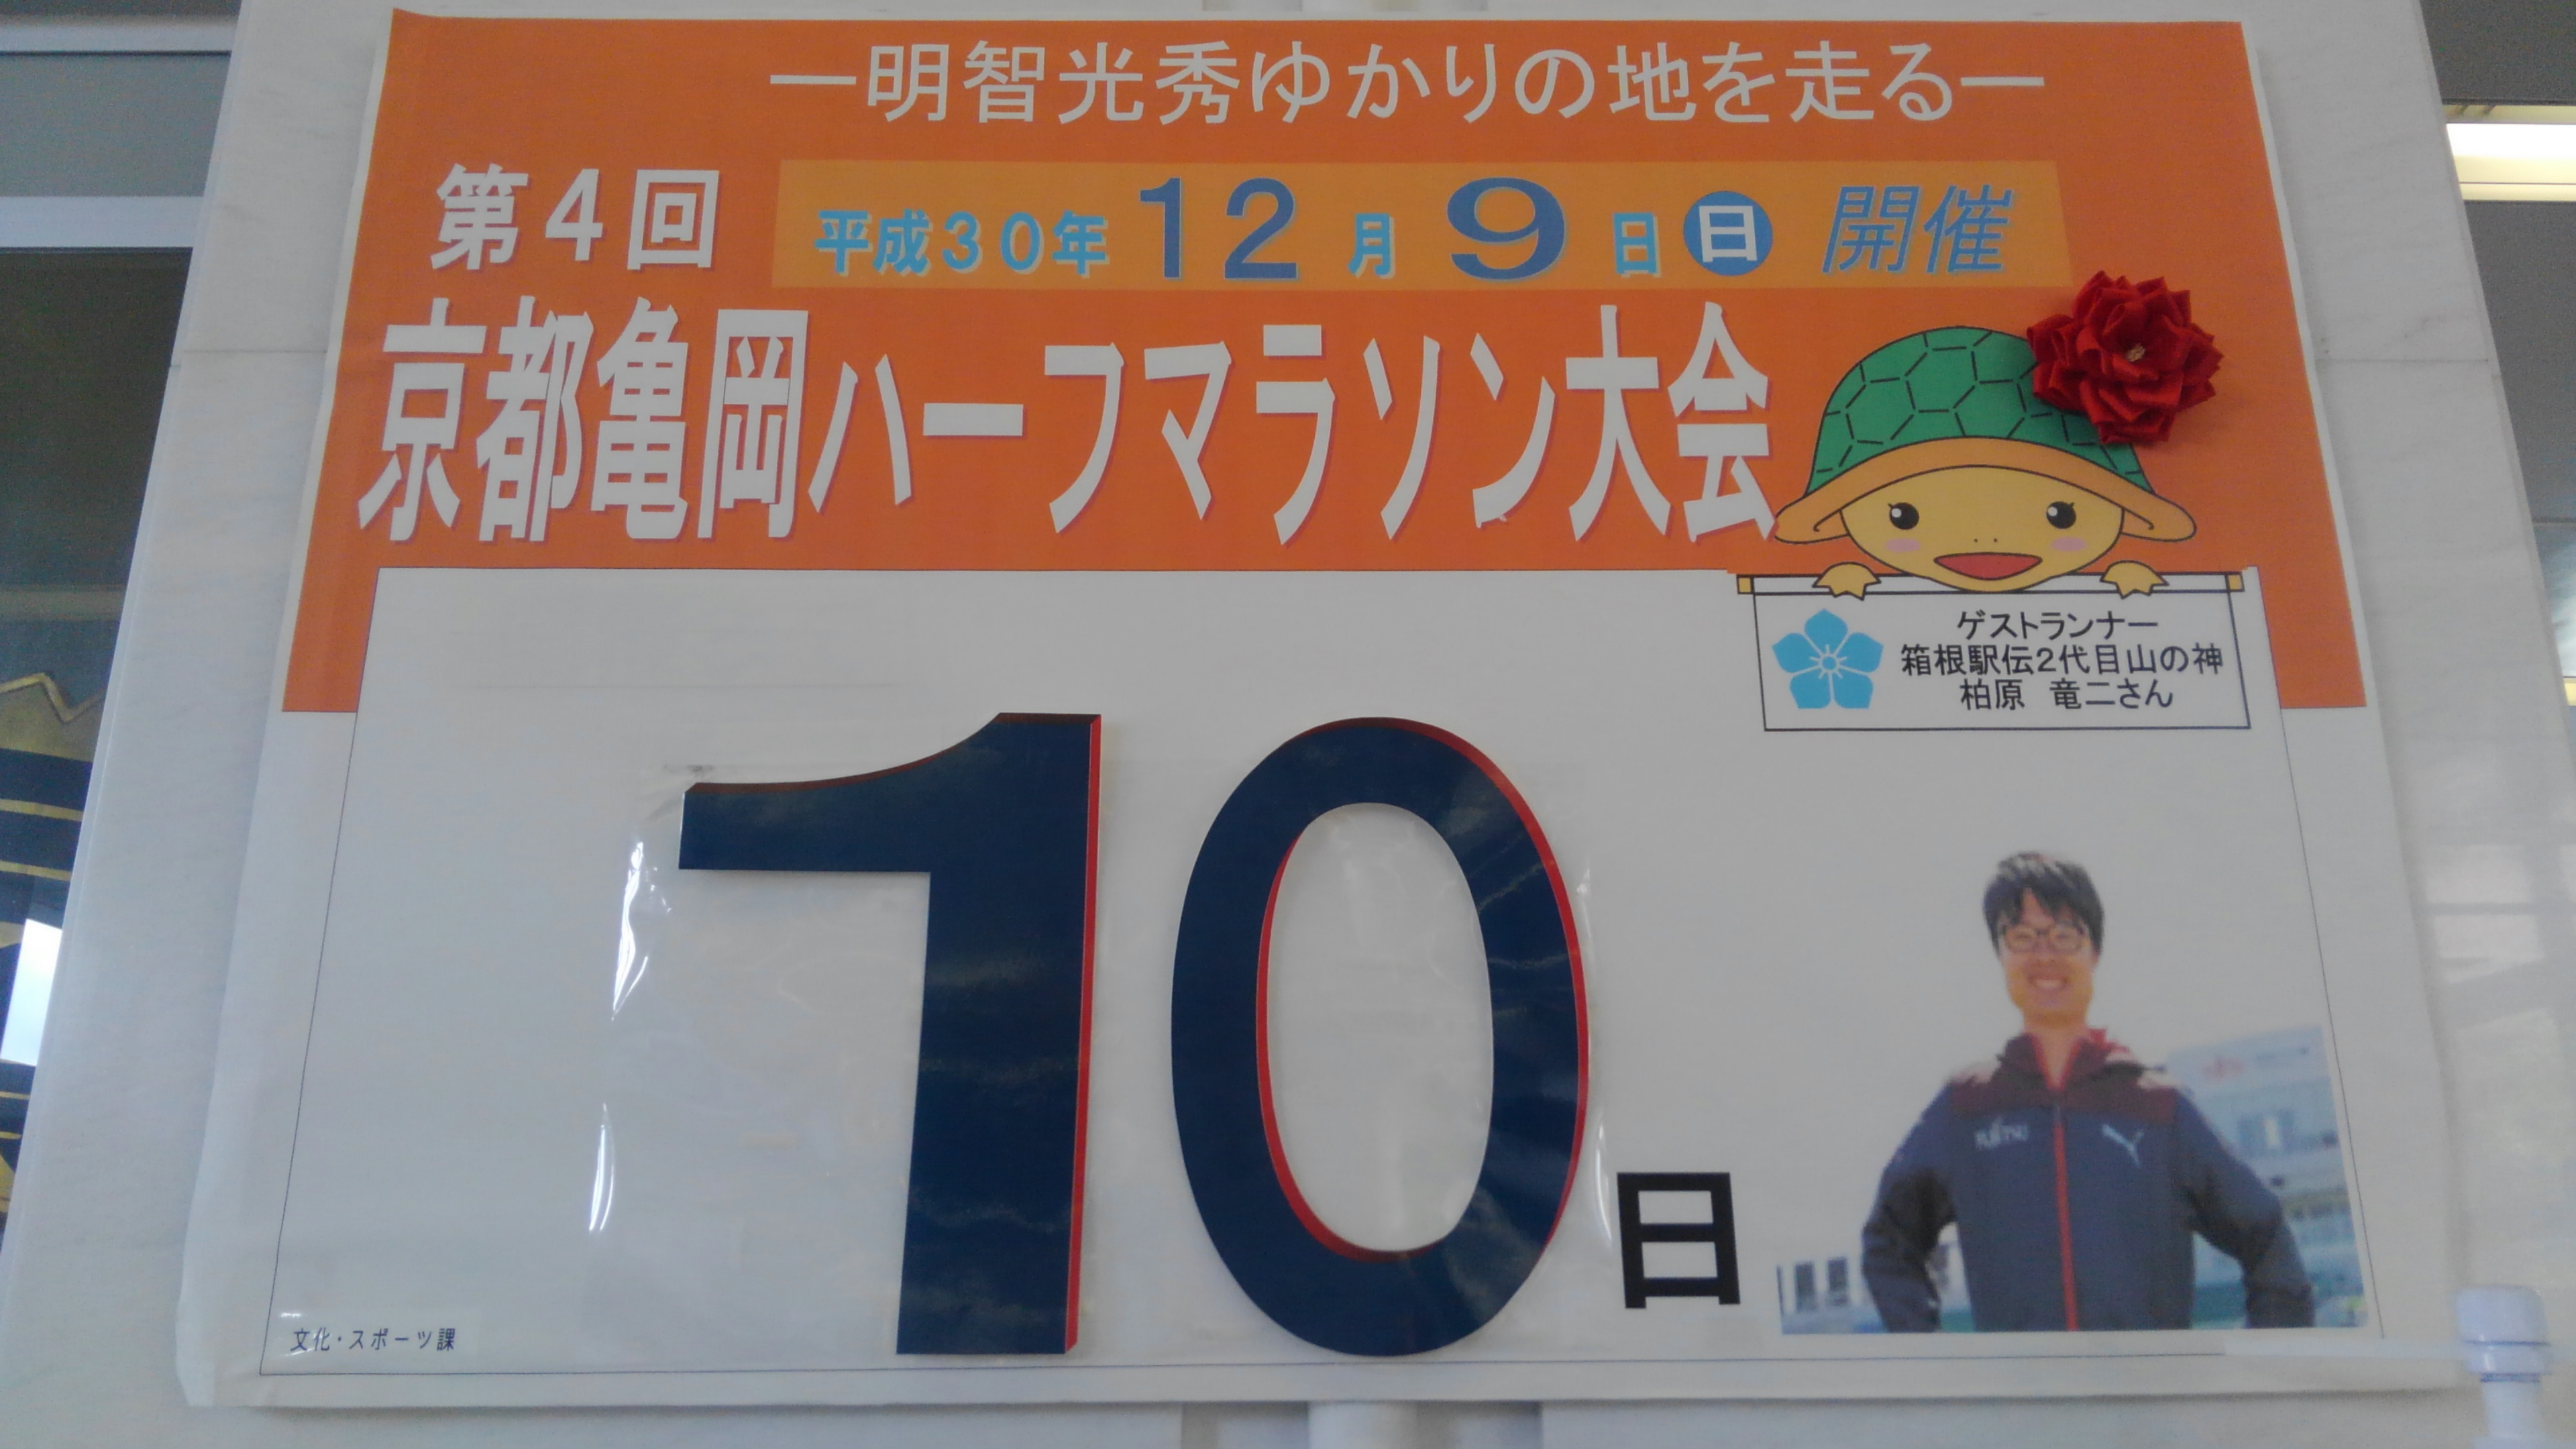 ―明智光秀ゆかりの地を走る―
第4回
平成30年12月9日㊐開催
京都亀岡ハーフマラソン大会
ゲストランナー
箱根駅伝2代目山の神
柏原 竜二さん
10日
FUJITSU
文化・スポーツ課